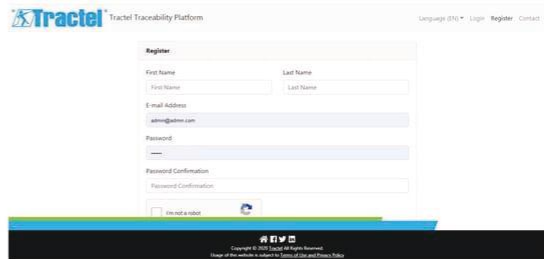 Tractel Tractel Traceability Platform Language (EN) Login Register Contact
Register
First Name Last Name
First Name Last Name
E-mail Address
admn@admn.com
Password
Password Confirmation
Password Confirmation
I'm not a robot
Copyright © 2020 Tractel All Rights Reserved.
Usage of this website is subject to Terms of Use and Privacy Policy